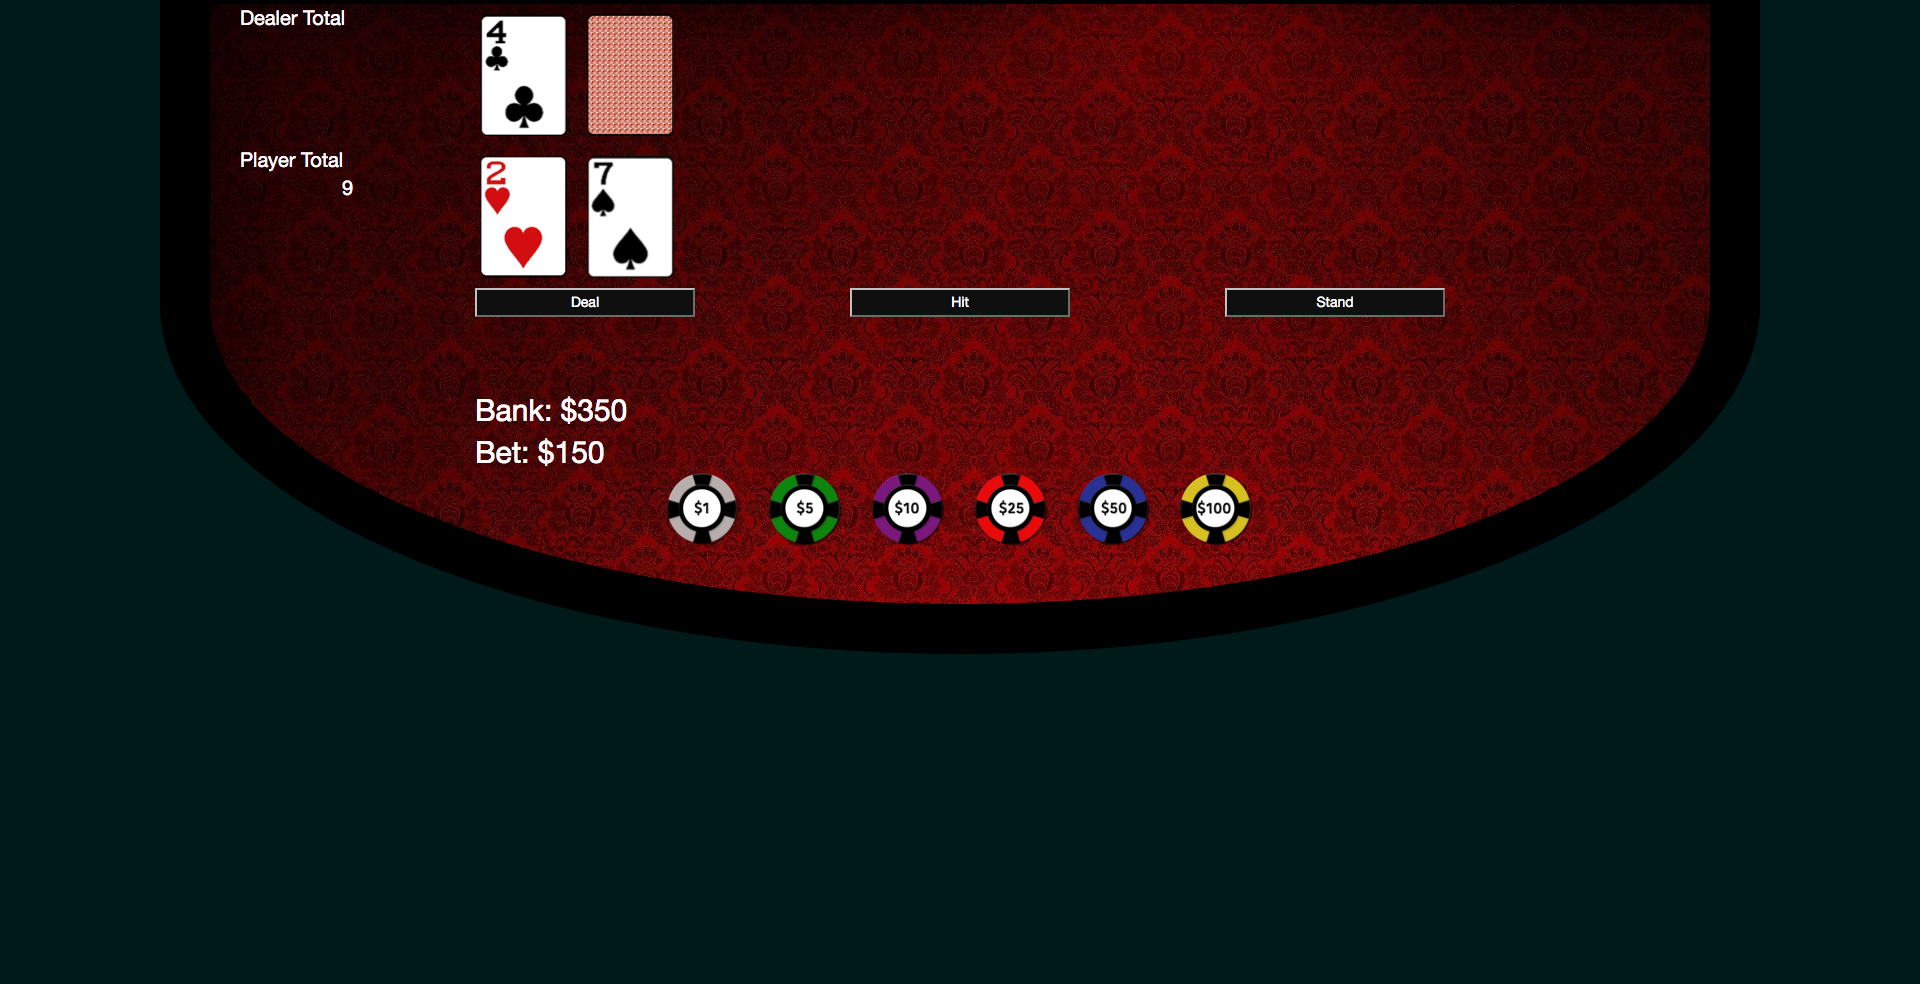 Dealer Total
4
Player Total
9
2
7
Deal
Hit
Stand
Bank: $350
Bet: $150
$1
$5
$10
$25
$50
$100